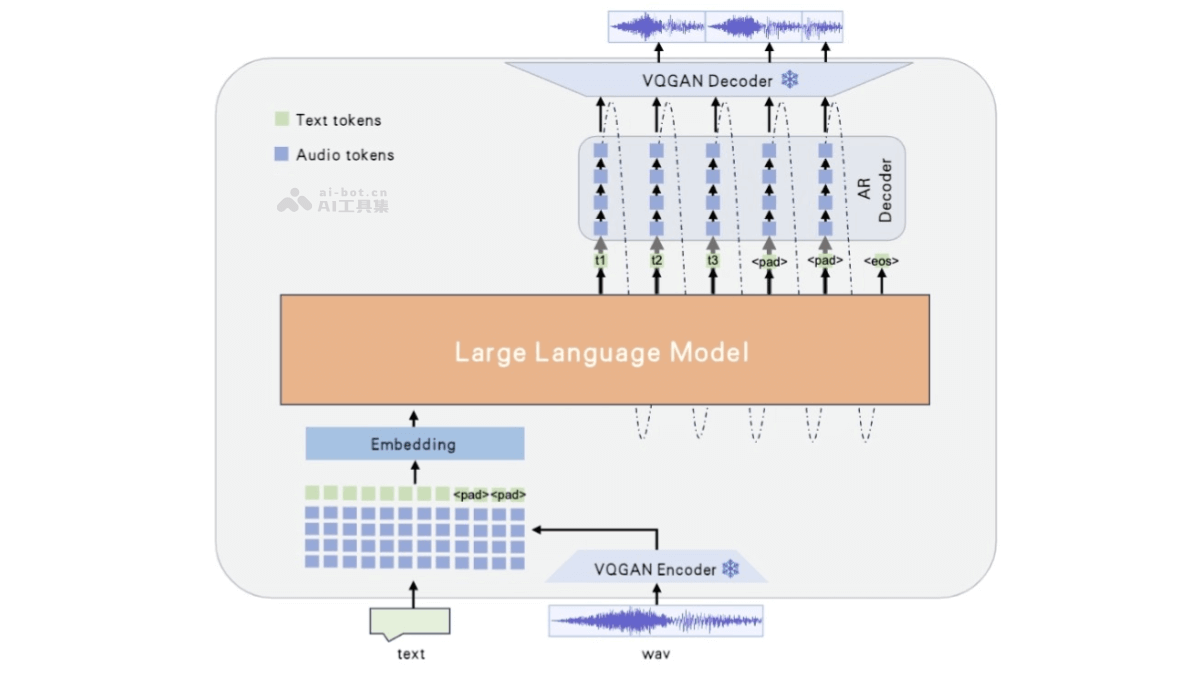 VQGAN Decoder
Text tokens
Audio tokens
ai-bot.cn
AI工具集
AR
Decoder
t1 t2 t3 <pad> <pad> <eos>
Large Language Model
Embedding
<pad> <pad>
VQGAN Encoder
text
wav